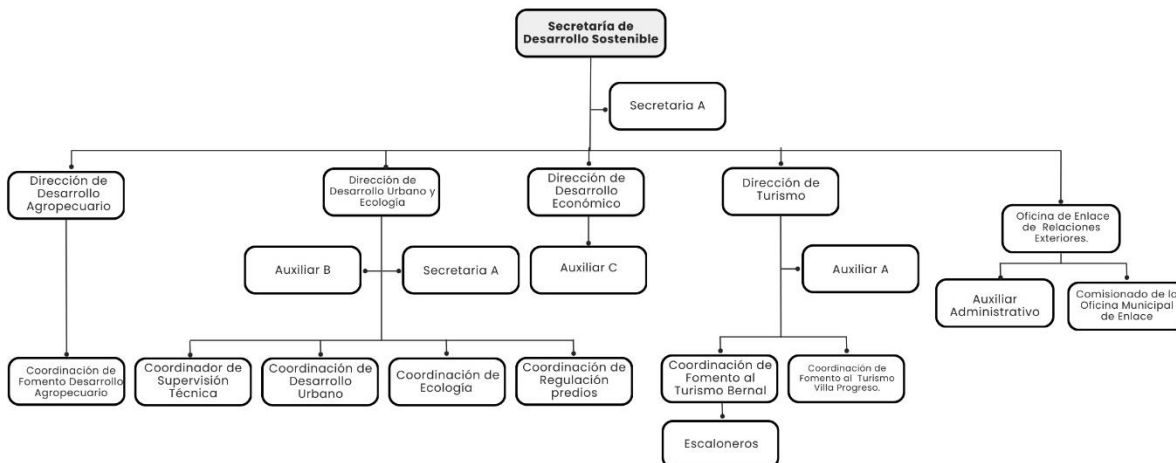 Secretaría de
Desarrollo Sostenible
Secretaria A
Dirección de
Desarrollo
Agropecuario
Dirección de
Desarrollo Urbano y
Ecología
Dirección de
Desarrollo
Económico
Dirección de
Turismo
Oficina de Enlace
de Relaciones
Exteriores.
Auxiliar B
Secretaria A
Auxiliar C
Auxiliar A
Auxiliar
Administrativo
Comisionado de la
Oficina Municipal
de Enlace
Coordinación de
Fomento Desarrollo
Agropecuario
Coordinador de
Supervisión
Técnica
Coordinación de
Desarrollo
Urbano
Coordinación de
Ecología
Coordinación de
Regulación
predios
Coordinación de
Fomento al
Turismo Bernal
Coordinación de
Fomento al Turismo
Villa Progreso.
Escaloneros